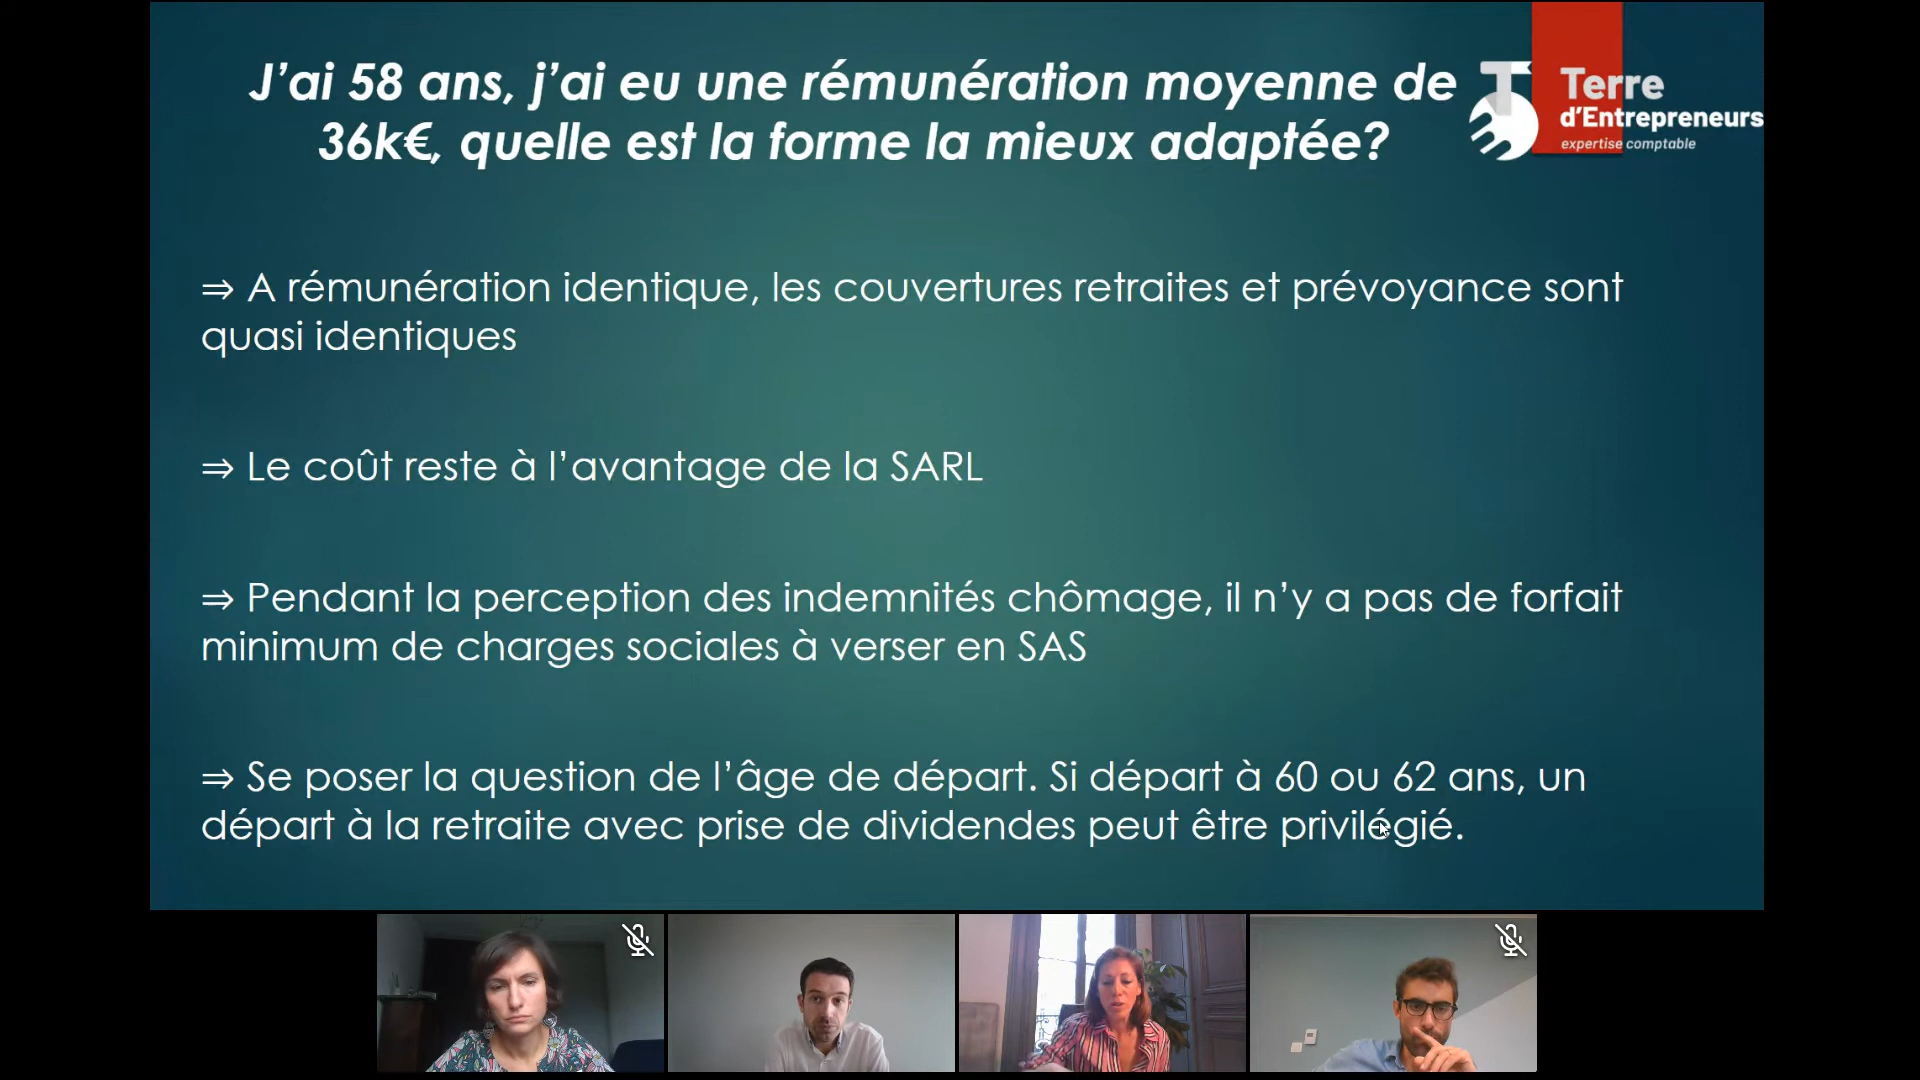 J’ai 58 ans, j’ai eu une rémunération moyenne de
36k€, quelle est la forme la mieux adaptée?
Terre
d’Entrepreneurs
expertise comptable
⇒ A rémunération identique, les couvertures retraites et prévoyance sont
quasi identiques
⇒ Le coût reste à l’avantage de la SARL
⇒ Pendant la perception des indemnités chômage, il n’y a pas de forfait
minimum de charges sociales à verser en SAS
⇒ Se poser la question de l’âge de départ. Si départ à 60 ou 62 ans, un
départ à la retraite avec prise de dividendes peut être privilégié.